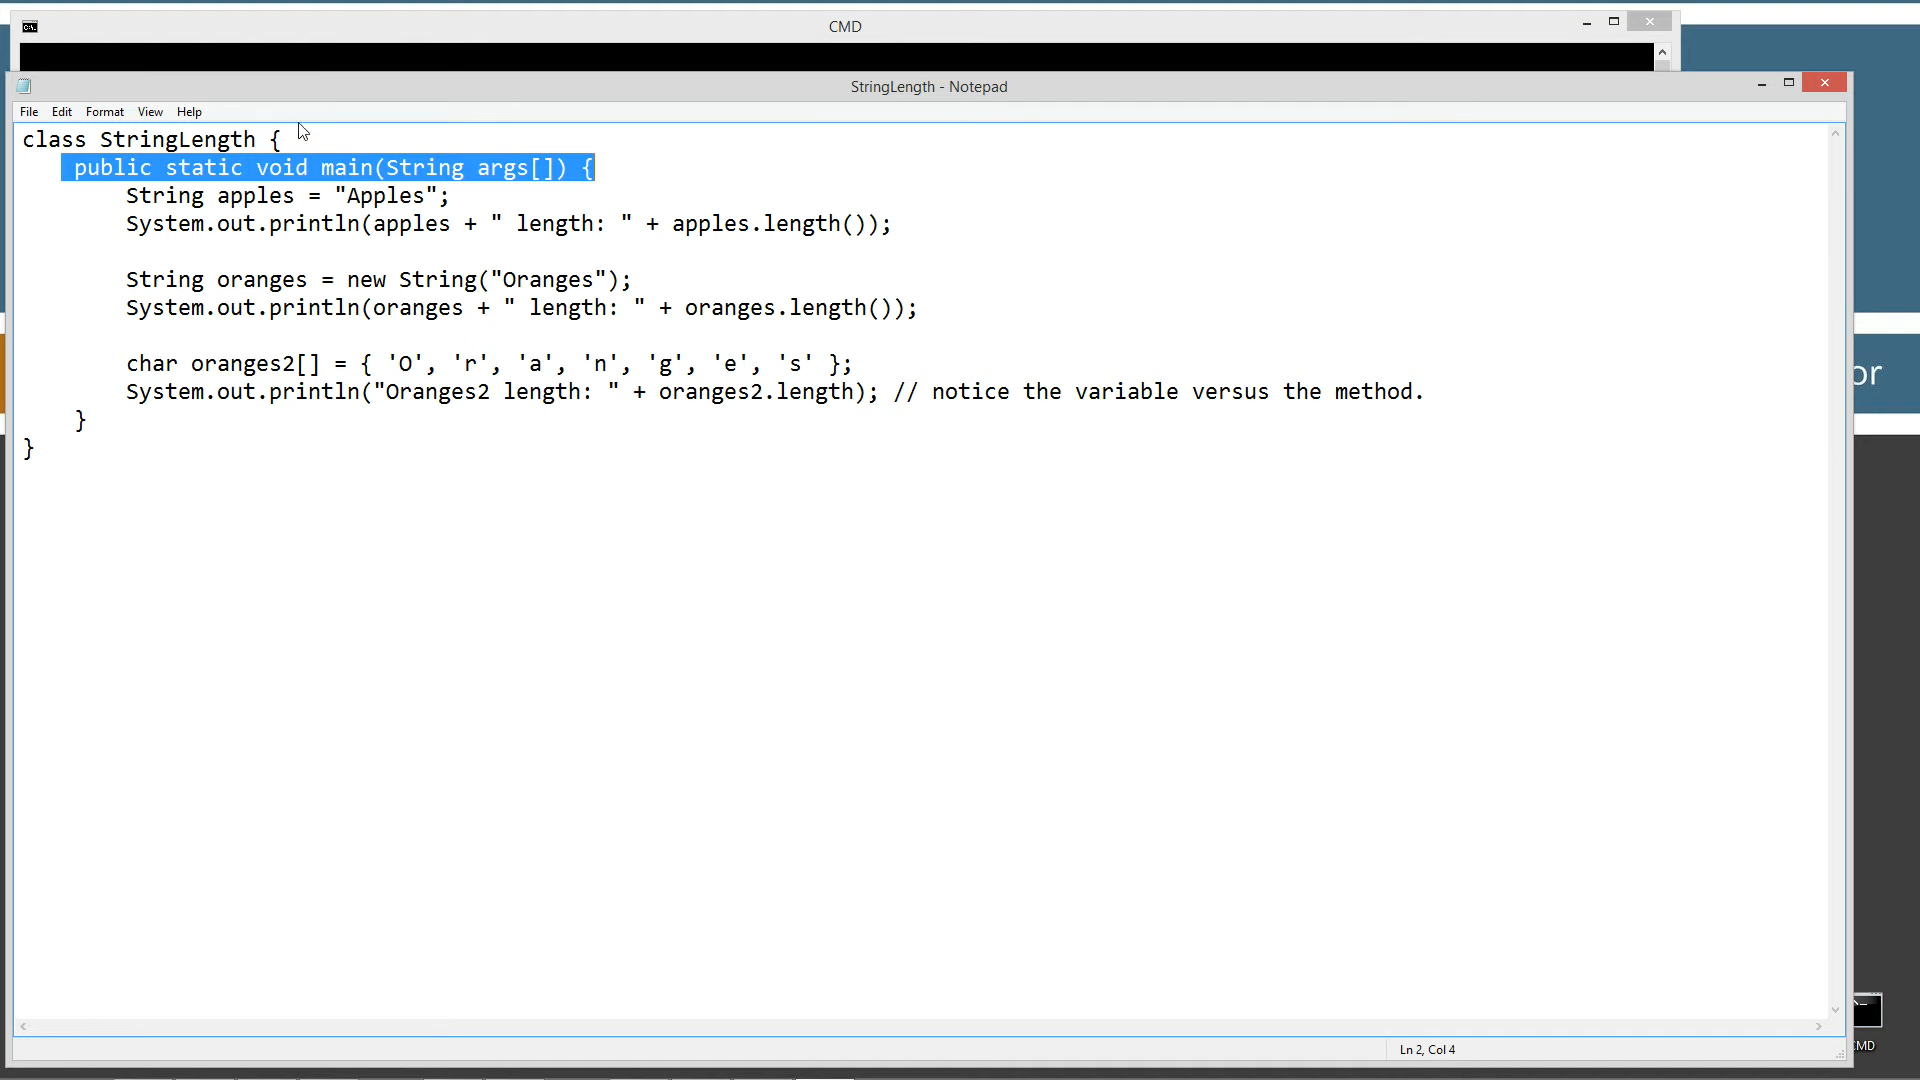 CMD
StringLength - Notepad
File Edit Format View Help
class StringLength {
    public static void main(String args[]) {
        String apples = "Apples";
        System.out.println(apples + " length: " + apples.length());

        String oranges = new String("Oranges");
        System.out.println(oranges + " length: " + oranges.length());

        char oranges2[] = { 'O', 'r', 'a', 'n', 'g', 'e', 's' };
        System.out.println("Oranges2 length: " + oranges2.length); // notice the variable versus the method.
    }
}
or
CMD
Ln 2, Col 4